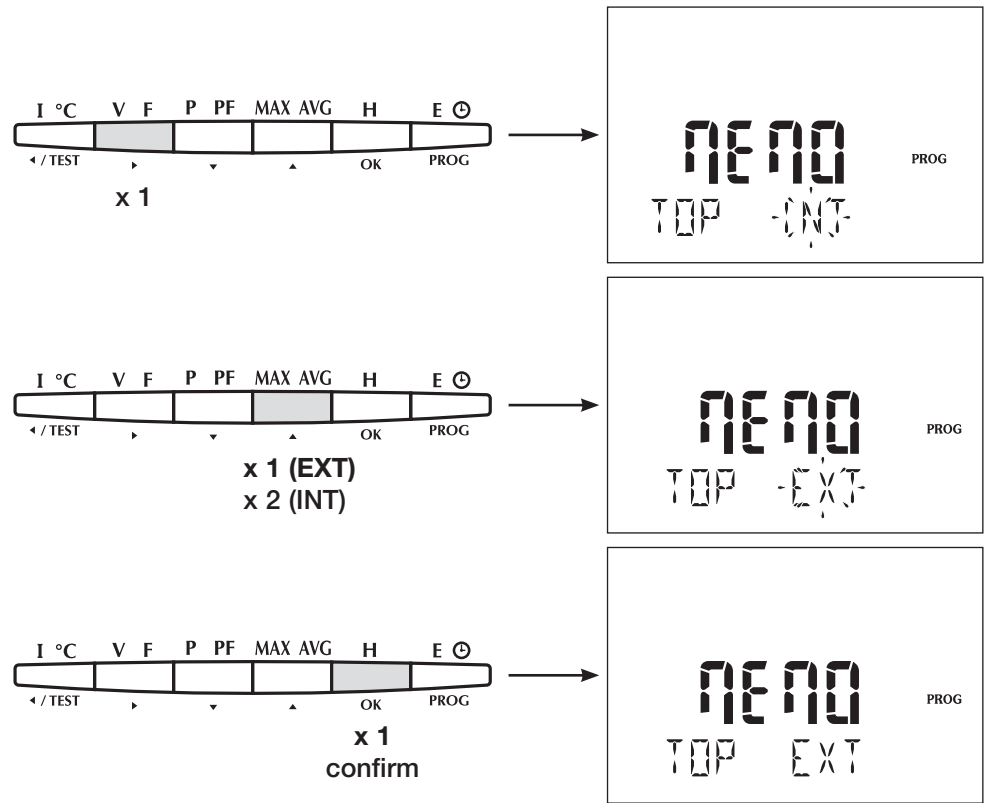 I °C V F P PF MAX AVG H E
/ TEST OK PROG
x 1
MEMO
PROG
TOP INT
I °C V F P PF MAX AVG H E
/ TEST OK PROG
x 1 (EXT)
x 2 (INT)
MEMO
PROG
TOP EXT
I °C V F P PF MAX AVG H E
/ TEST OK PROG
x 1
confirm
MEMO
PROG
TOP EXT